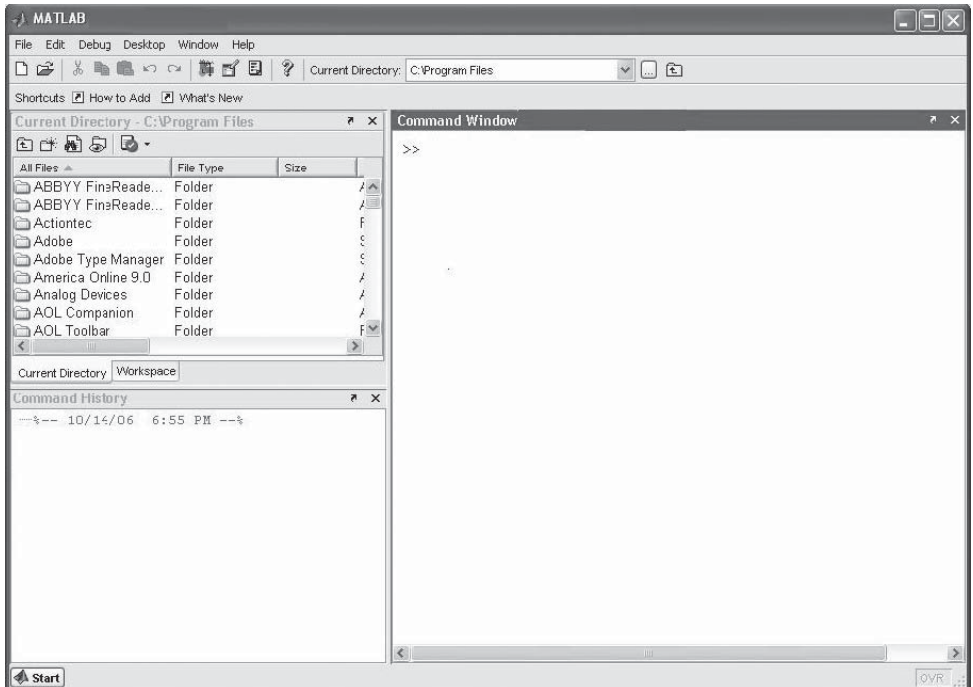 MATLAB
File Edit Debug Desktop Window Help
Current Directory: C:\Program Files
Shortcuts How to Add What's New
Current Directory - C:\Program Files
All Files File Type Size
ABBYY FineReade... Folder
ABBYY FineReade... Folder
Actiontec Folder
Adobe Folder
Adobe Type Manager Folder
America Online 9.0 Folder
Analog Devices Folder
AOL Companion Folder
AOL Toolbar Folder
Current Directory Workspace
Command History
%-- 10/14/06 6:55 PM --%
Command Window
>>
Start
OVR